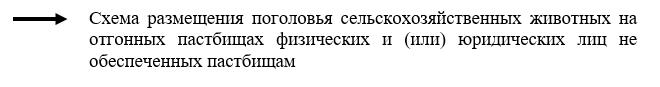 Схема размещения поголовья сельскохозяйственных животных на
отгонных пастбищах физических и (или) юридических лиц не
обеспеченных пастбищам